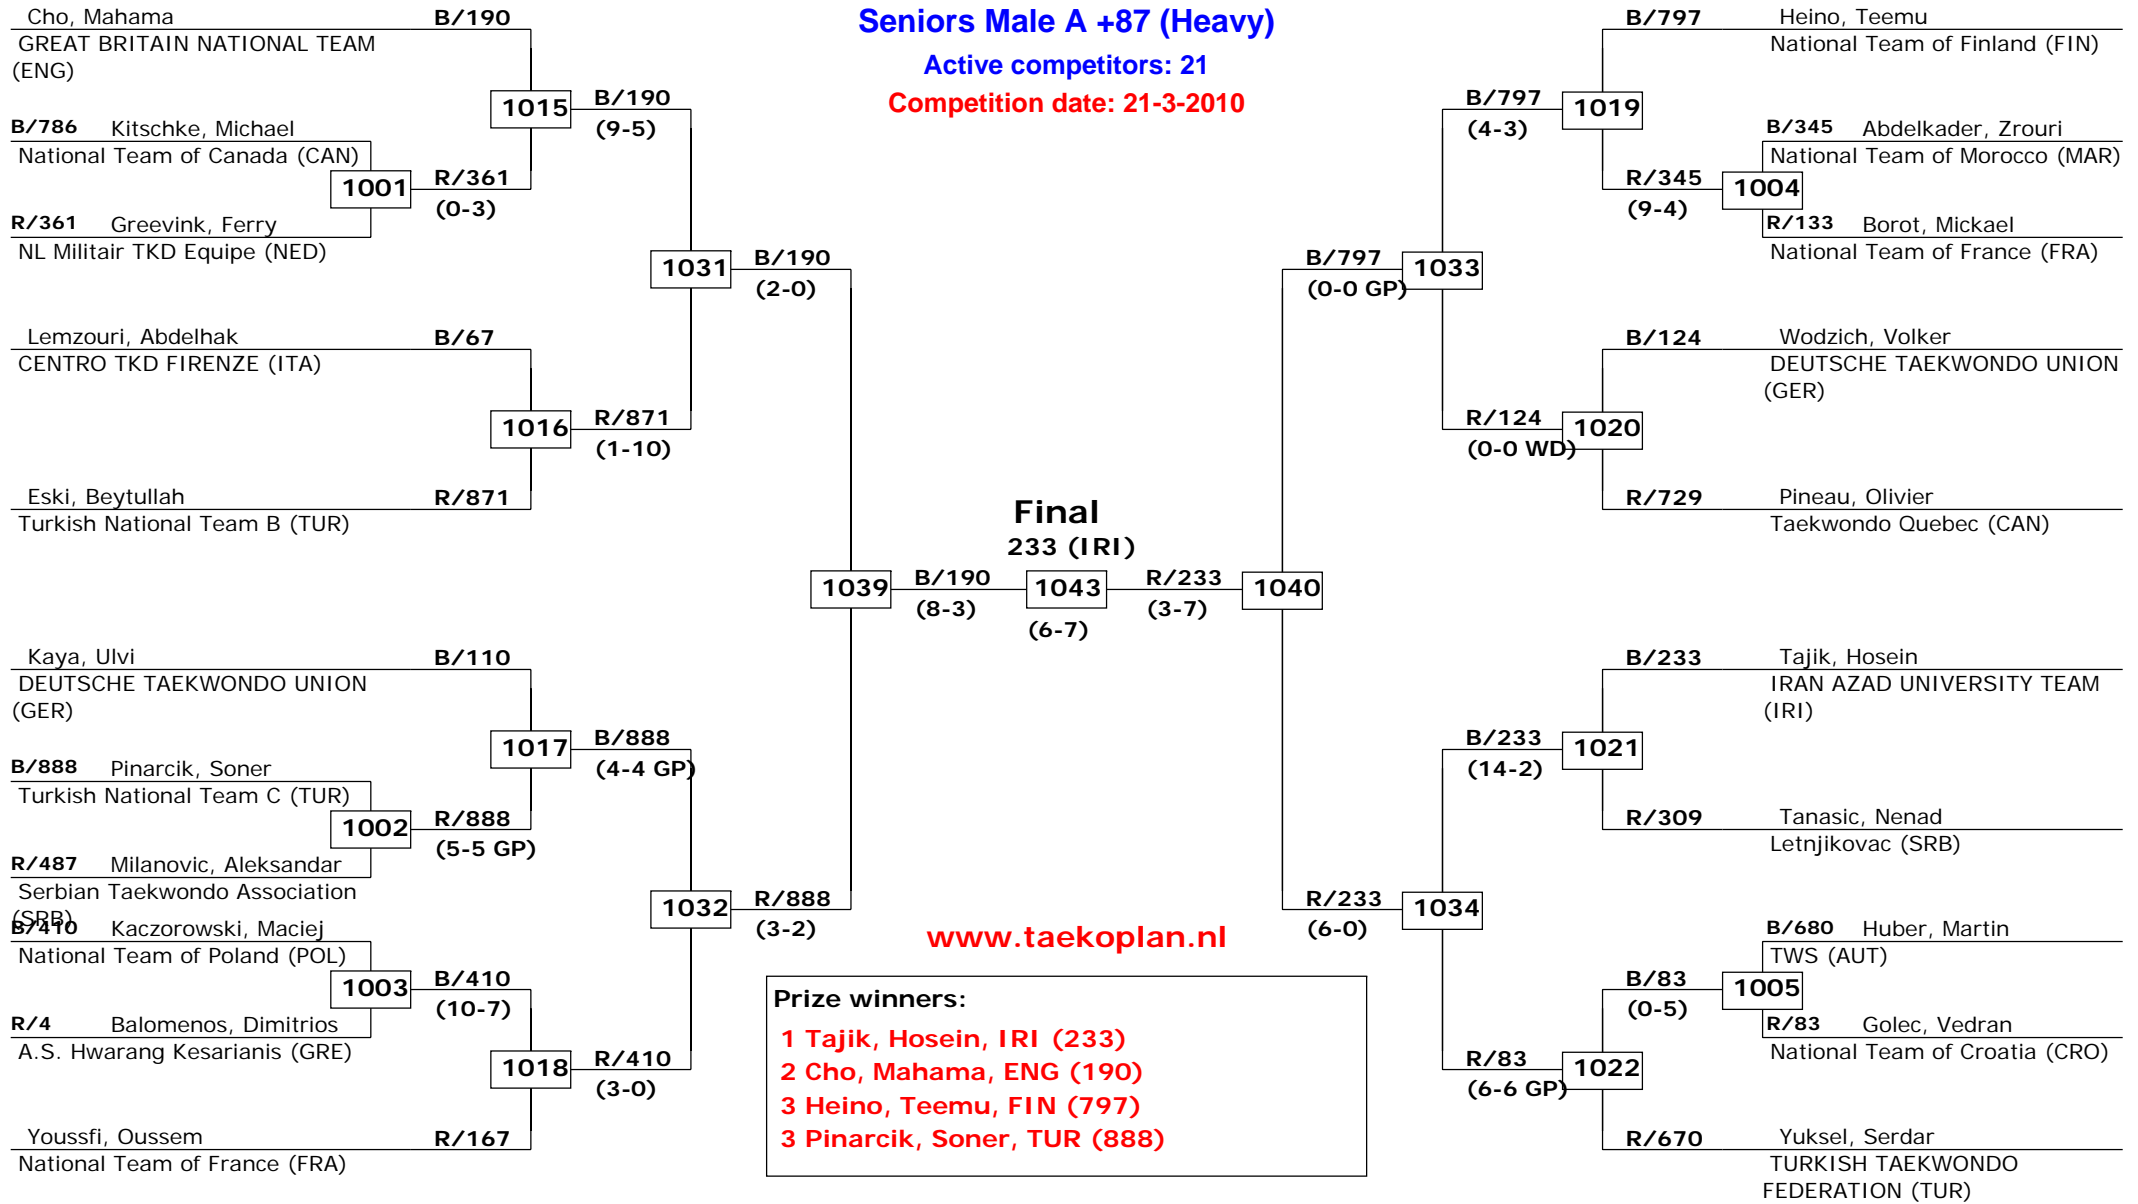 Seniors Male A +87 (Heavy)
Active competitors: 21
Competition date: 21-3-2010
Cho, Mahama B/190
GREAT BRITAIN NATIONAL TEAM
(ENG)
1015 B/190
(9-5)
B/786 Kitschke, Michael
National Team of Canada (CAN)
1001 R/361
(0-3)
R/361 Greevink, Ferry
NL Militair TKD Equipe (NED)
1031 B/190
(2-0)
Lemzouri, Abdelhak B/67
CENTRO TKD FIRENZE (ITA)
1016 R/871
(1-10)
Eski, Beytullah R/871
Turkish National Team B (TUR)
1039 B/190
(8-3)
Kaya, Ulvi B/110
DEUTSCHE TAEKWONDO UNION
(GER)
1017 B/888
(4-4 GP)
B/888 Pinarcik, Soner
Turkish National Team C (TUR)
1002 R/888
(5-5 GP)
R/487 Milanovic, Aleksandar
Serbian Taekwondo Association
(SRB)
1032 R/888
(3-2)
B/410 Kaczorowski, Maciej
National Team of Poland (POL)
1003 B/410
(10-7)
R/4 Balomenos, Dimitrios
A.S. Hwarang Kesarianis (GRE)
1018 R/410
(3-0)
Youssfi, Oussem R/167
National Team of France (FRA)
Final
233 (IRI)
1043
(6-7)
B/797 Heino, Teemu
National Team of Finland (FIN)
B/797 1019
(4-3)
B/345 Abdelkader, Zrouri
National Team of Morocco (MAR)
R/345 1004
(9-4)
R/133 Borot, Mickael
National Team of France (FRA)
B/797 1033
(0-0 GP)
B/124 Wodzich, Volker
DEUTSCHE TAEKWONDO UNION
(GER)
R/124 1020
(0-0 WD)
R/729 Pineau, Olivier
Taekwondo Quebec (CAN)
R/233 1040
(3-7)
B/233 Tajik, Hosein
IRAN AZAD UNIVERSITY TEAM
(IRI)
B/233 1021
(14-2)
R/309 Tanasic, Nenad
Letnjikovac (SRB)
R/233 1034
(6-0)
B/680 Huber, Martin
TWS (AUT)
B/83 1005
(0-5)
R/83 Golec, Vedran
National Team of Croatia (CRO)
R/83 1022
(6-6 GP)
R/670 Yuksel, Serdar
TURKISH TAEKWONDO
FEDERATION (TUR)
www.taekoplan.nl
Prize winners:
1 Tajik, Hosein, IRI (233)
2 Cho, Mahama, ENG (190)
3 Heino, Teemu, FIN (797)
3 Pinarcik, Soner, TUR (888)